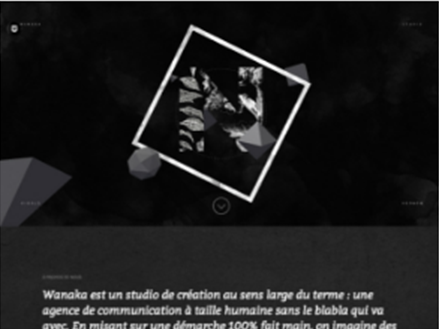 Wanaka est un studio de création au sens large du terme : une
agence de communication à taille humaine sans le blabla qui va
avec. En misant sur une démarche 100% fait main, on imagine des